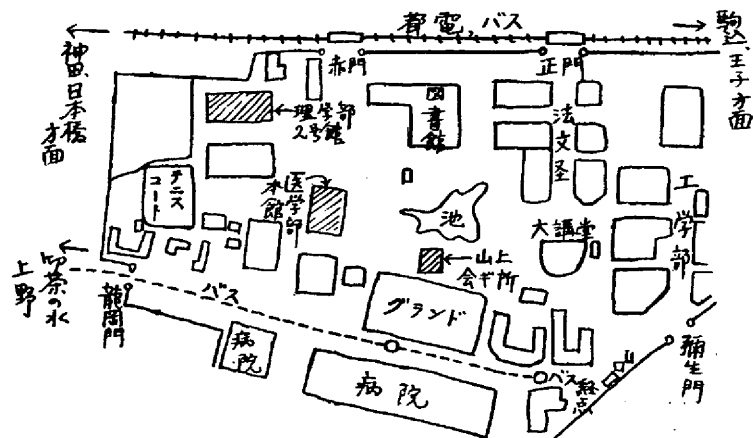 都電,バス
駒込、王子方面
神田、日本橋方面
赤門
正門
理学部
2号館
図書館
法文圣
工学部
テニス
コート
医学部
本館
池
大講堂
山上
会ギ所
御茶の水
上野
龍岡門
バス
グランド
病院
病院
バス終点
彌生門